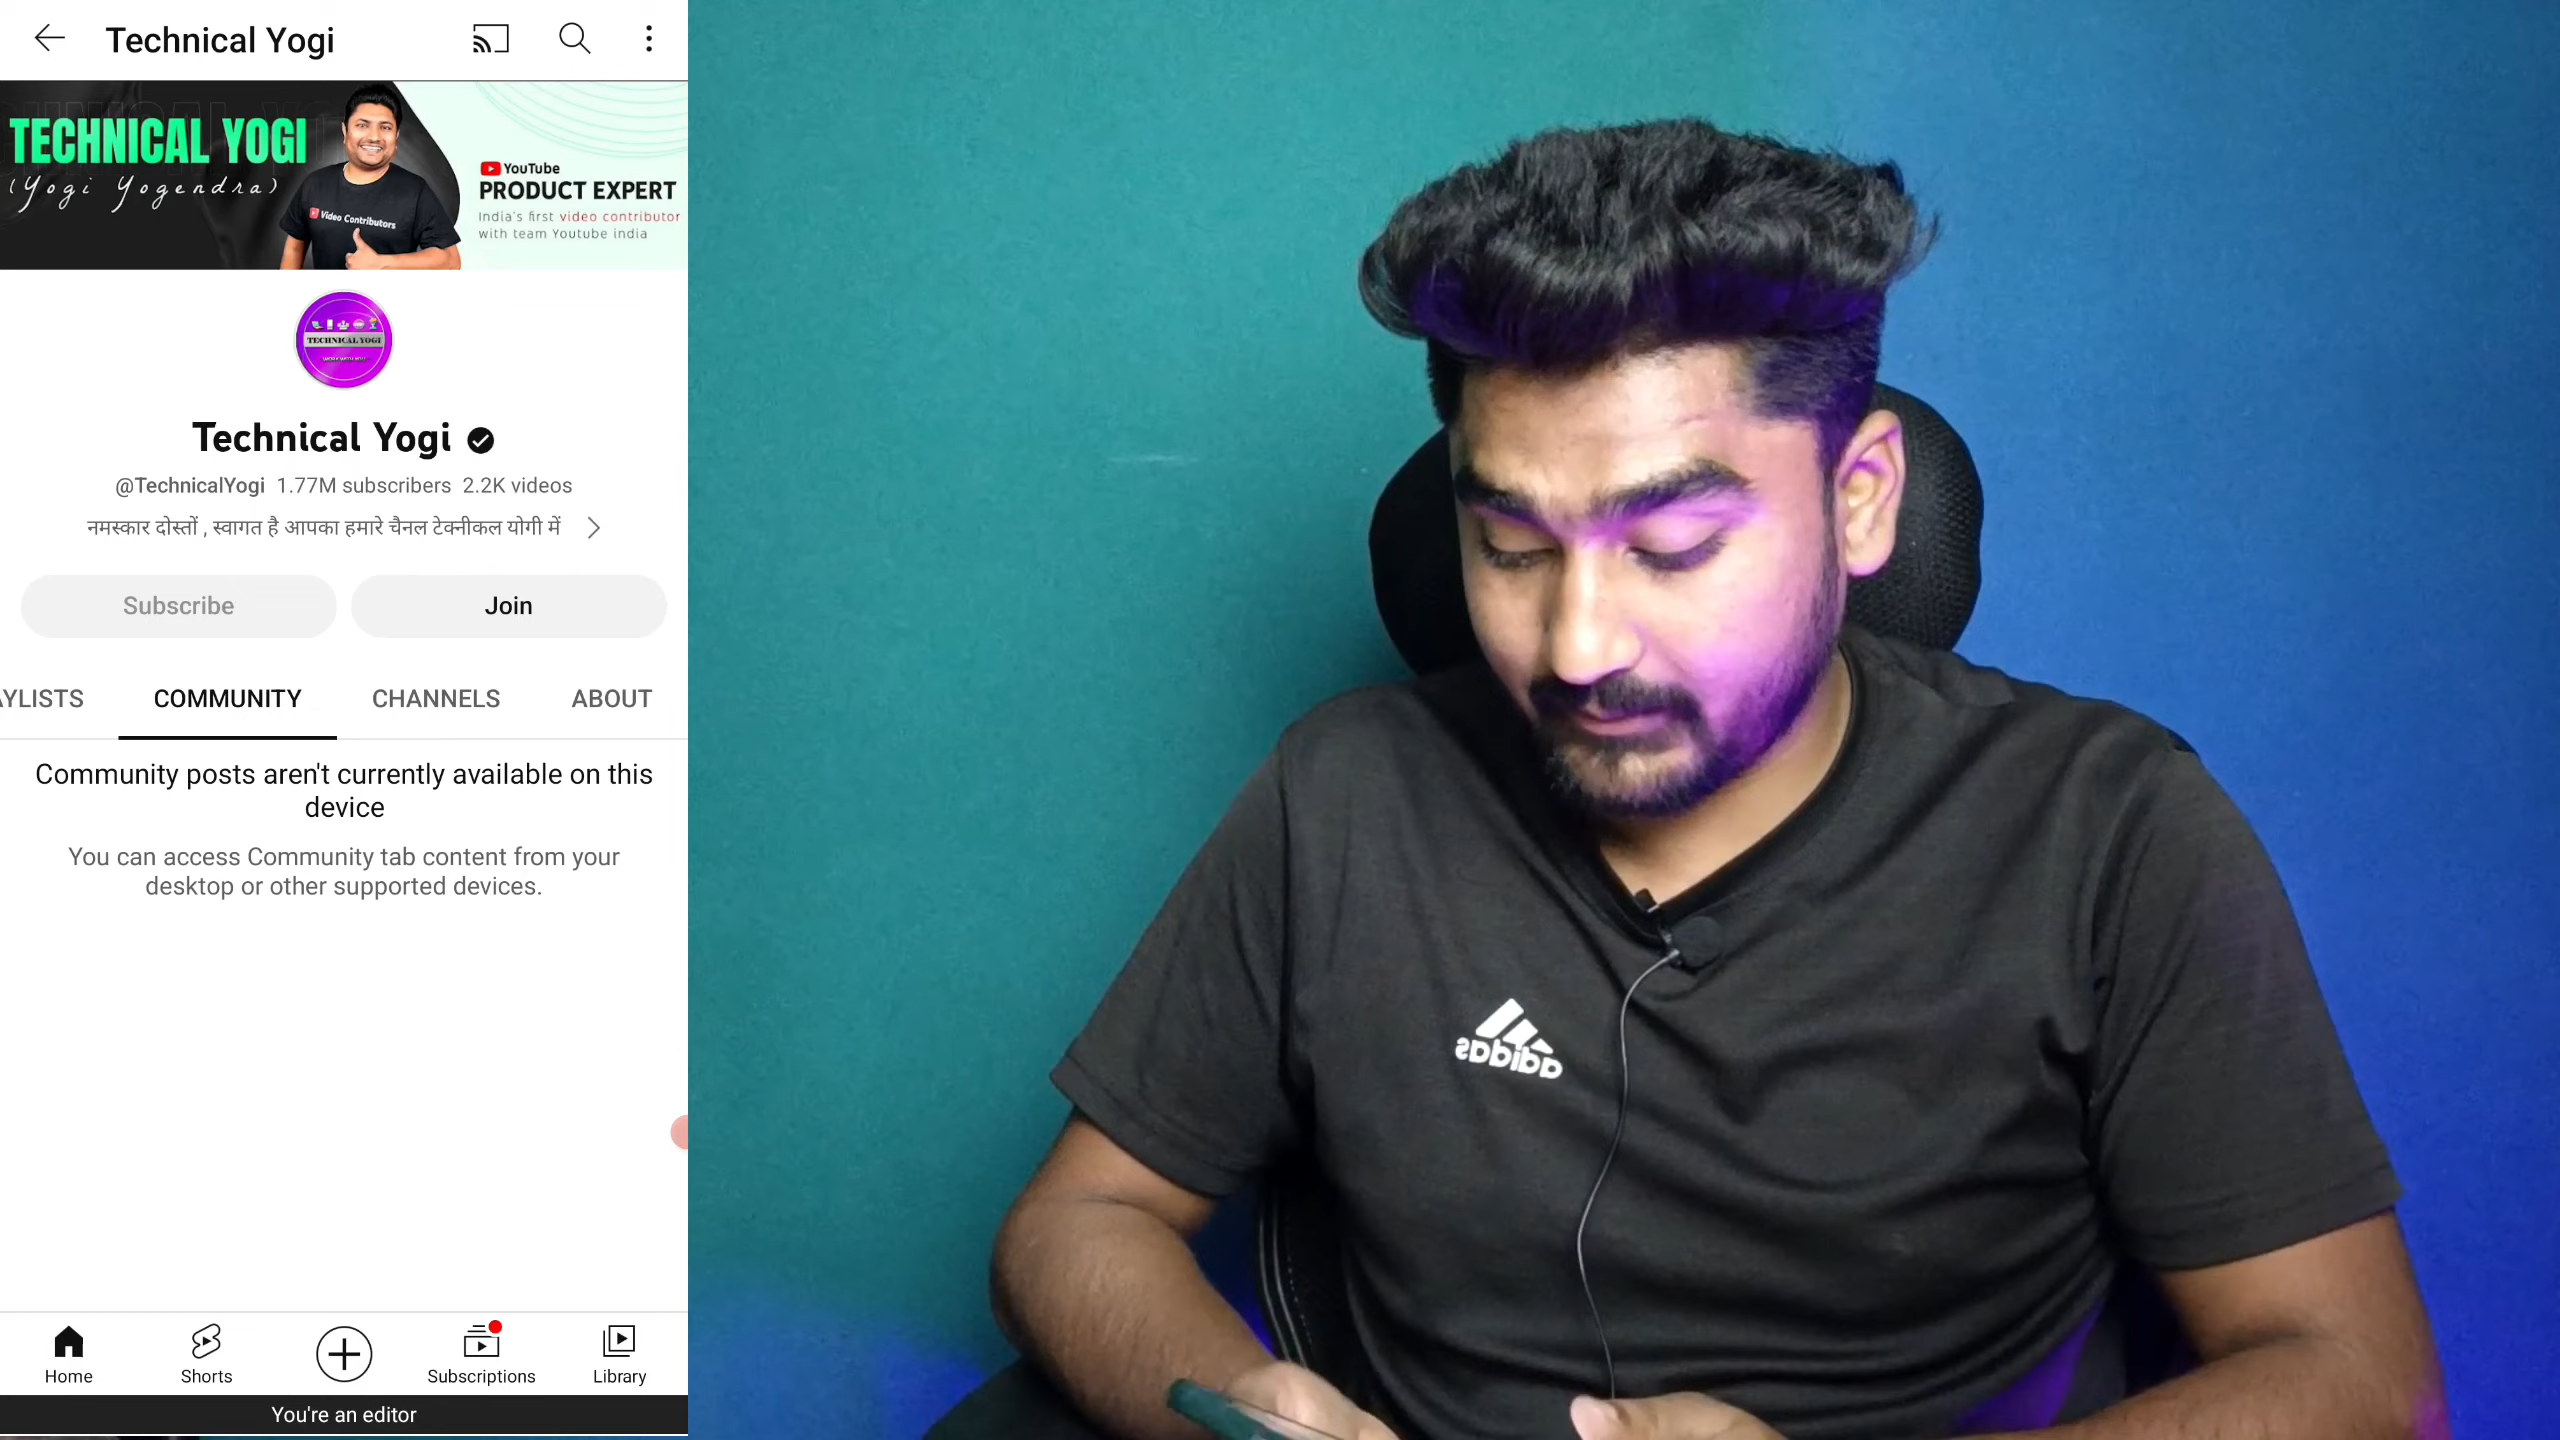 Technical Yogi
TECHNICAL YOGI
(Yogi Yogendra)
Video Contributors
YouTube
PRODUCT EXPERT
India's first video contributor
with team Youtube india
TECHNICAL YOGI
Technical Yogi
@TechnicalYogi 1.77M subscribers 2.2K videos
नमस्कार दोस्तों , स्वागत है आपका हमारे चैनल टेक्नीकल योगी में
Subscribe
Join
AYLISTS
COMMUNITY
CHANNELS
ABOUT
Community posts aren't currently available on this
device
You can access Community tab content from your
desktop or other supported devices.
Home
Shorts
Subscriptions
Library
You're an editor
adidas